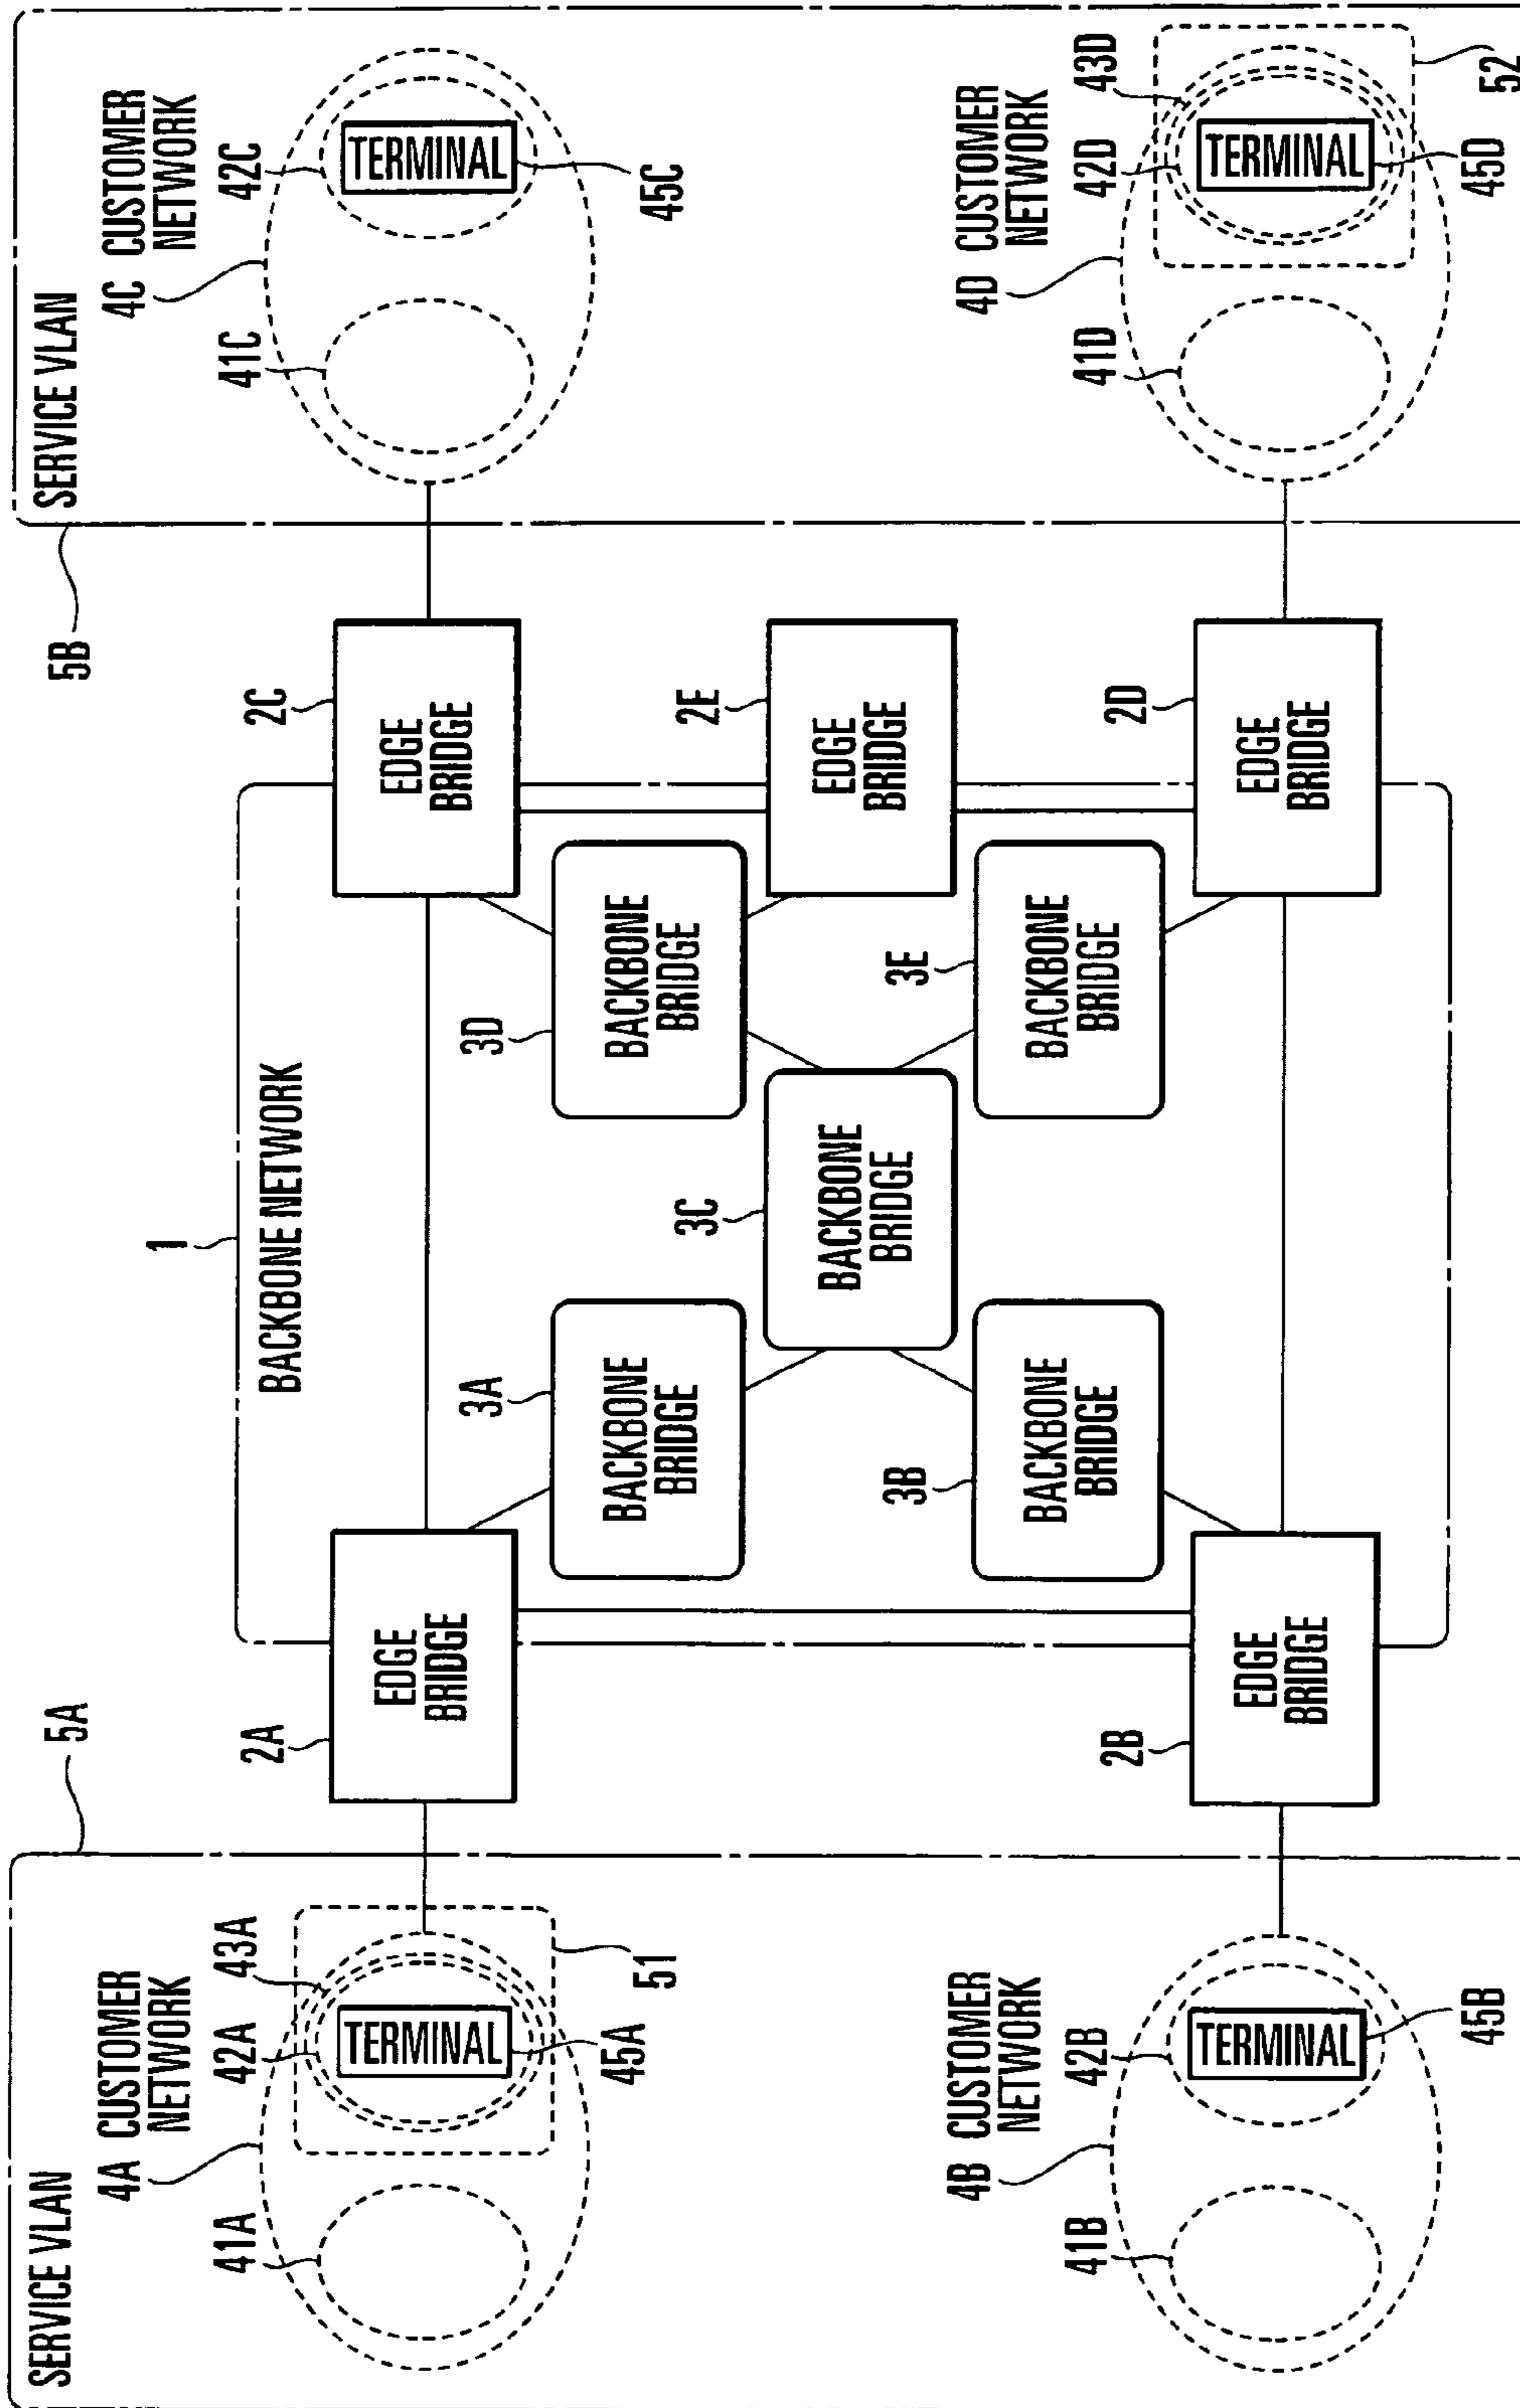 SERVICE VLAN
5A
4A CUSTOMER
NETWORK
41A
42A
43A
TERMINAL
45A
51
4B CUSTOMER
NETWORK
41B
42B
TERMINAL
45B
1
BACKBONE NETWORK
2A
EDGE
BRIDGE
2B
EDGE
BRIDGE
3A
BACKBONE
BRIDGE
3B
BACKBONE
BRIDGE
3C
BACKBONE
BRIDGE
3D
BACKBONE
BRIDGE
3E
BACKBONE
BRIDGE
2C
EDGE
BRIDGE
2E
EDGE
BRIDGE
2D
EDGE
BRIDGE
5B
SERVICE VLAN
4C CUSTOMER
NETWORK
41C
42C
TERMINAL
45C
4D CUSTOMER
NETWORK
41D
42D
43D
TERMINAL
45D
52